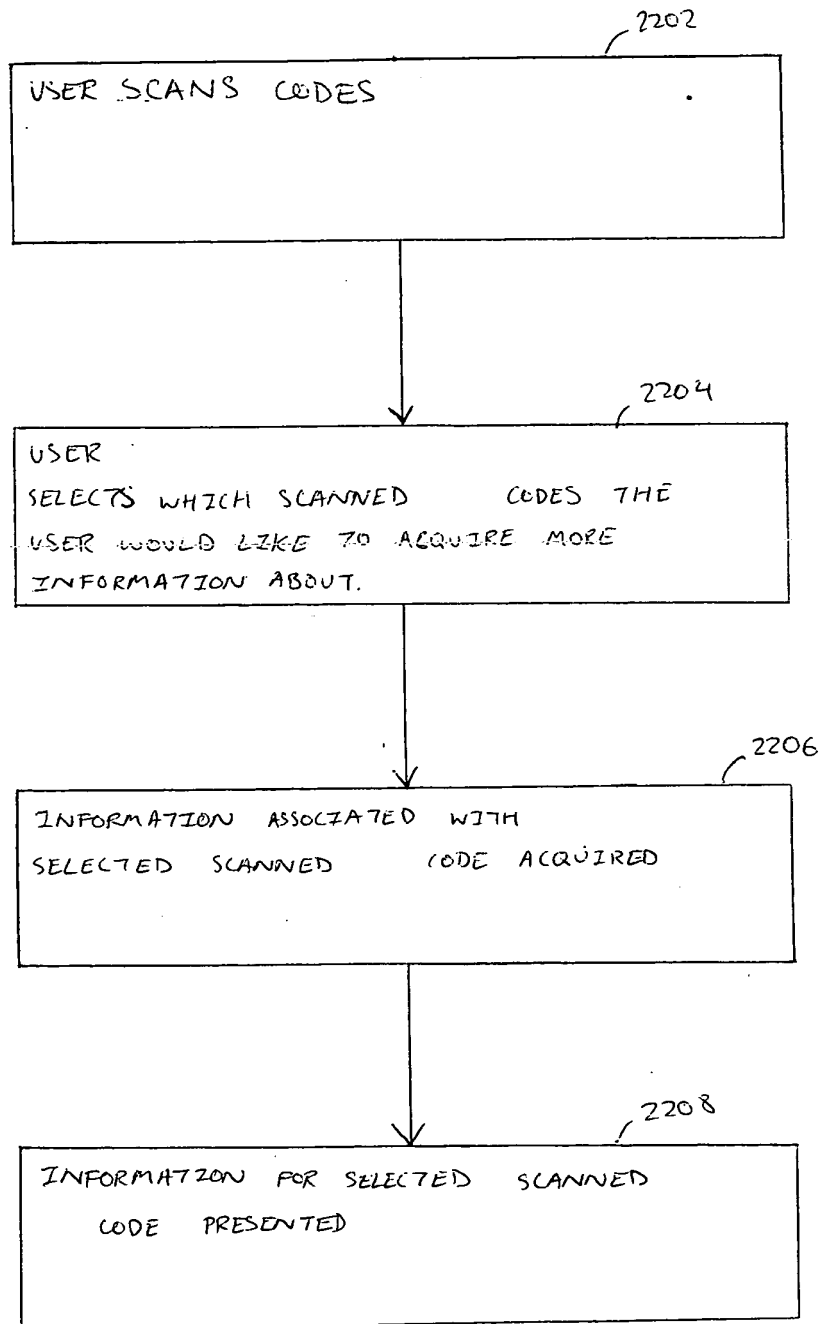 2202
USER SCANS CODES
2204
USER
SELECTS WHICH SCANNED CODES THE
USER WOULD LIKE TO ACQUIRE MORE
INFORMATION ABOUT.
2206
INFORMATION ASSOCIATED WITH
SELECTED SCANNED CODE ACQUIRED
2208
INFORMATION FOR SELECTED SCANNED
CODE PRESENTED